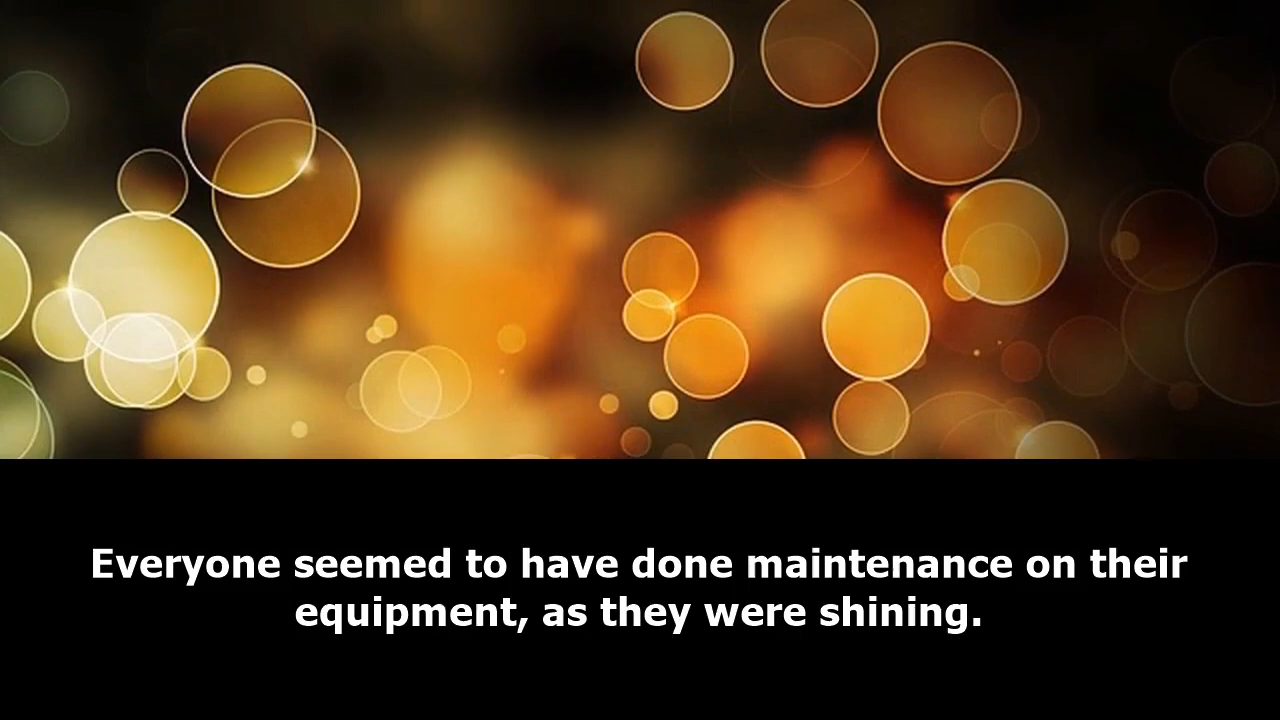 Everyone seemed to have done maintenance on their
equipment, as they were shining.